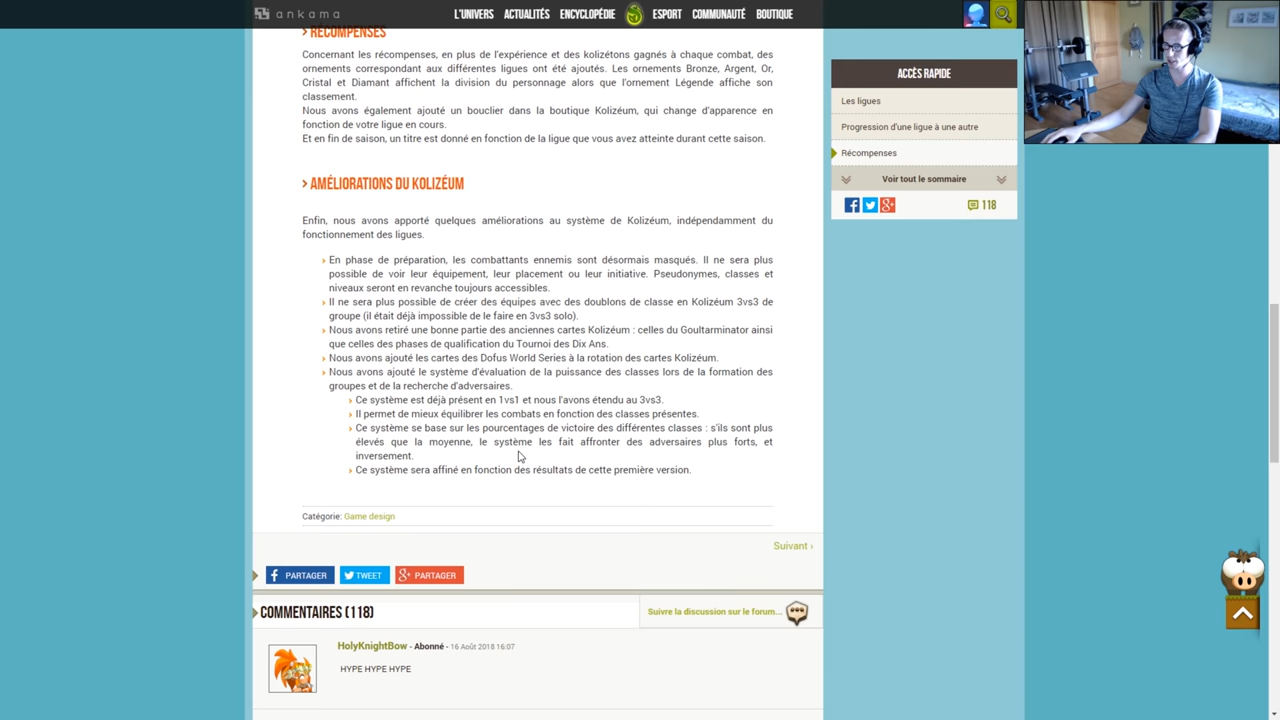 ankama
L'UNIVERS ACTUALITÉS ENCYCLOPÉDIE ESPORT COMMUNAUTÉ BOUTIQUE
RÉCOMPENSES
Concernant les récompenses, en plus de l'expérience et des kolizétons gagnés à chaque combat, des
ornements correspondant aux différentes ligues ont été ajoutés. Les ornements Bronze, Argent, Or,
Cristal et Diamant affichent la division du personnage alors que l'ornement Légende affiche son
classement.
Nous avons également ajouté un bouclier dans la boutique Kolizéum, qui change d'apparence en
fonction de votre ligue en cours.
Et en fin de saison, un titre est donné en fonction de la ligue que vous avez atteinte durant cette saison.
AMÉLIORATIONS DU KOLIZÉUM
Enfin, nous avons apporté quelques améliorations au système de Kolizéum, indépendamment du
fonctionnement des ligues.
En phase de préparation, les combattants ennemis sont désormais masqués. Il ne sera plus
possible de voir leur équipement, leur placement ou leur initiative. Pseudonymes, classes et
niveaux seront en revanche toujours accessibles.
Il ne sera plus possible de créer des équipes avec des doublons de classe en Kolizéum 3vs3 de
groupe (il était déjà impossible de le faire en 3vs3 solo).
Nous avons retiré une bonne partie des anciennes cartes Kolizéum : celles du Goultarminator ainsi
que celles des phases de qualification du Tournoi des Dix Ans.
Nous avons ajouté les cartes des Dofus World Series à la rotation des cartes Kolizéum.
Nous avons ajouté le système d'évaluation de la puissance des classes lors de la formation des
groupes et de la recherche d'adversaires.
Ce système est déjà présent en 1vs1 et nous l'avons étendu au 3vs3.
Il permet de mieux équilibrer les combats en fonction des classes présentes.
Ce système se base sur les pourcentages de victoire des différentes classes : s'ils sont plus
élevés que la moyenne, le système les fait affronter des adversaires plus forts, et
inversement.
Ce système sera affiné en fonction des résultats de cette première version.
Catégorie: Game design
Suivant ›
PARTAGER TWEET PARTAGER
COMMENTAIRES (118)
Suivre la discussion sur le forum...
HolyKnightBow - Abonné - 16 Août 2018 16:07
HYPE HYPE HYPE
ACCÈS RAPIDE
Les ligues
Progression d'une ligue à une autre
Récompenses
Voir tout le sommaire
118